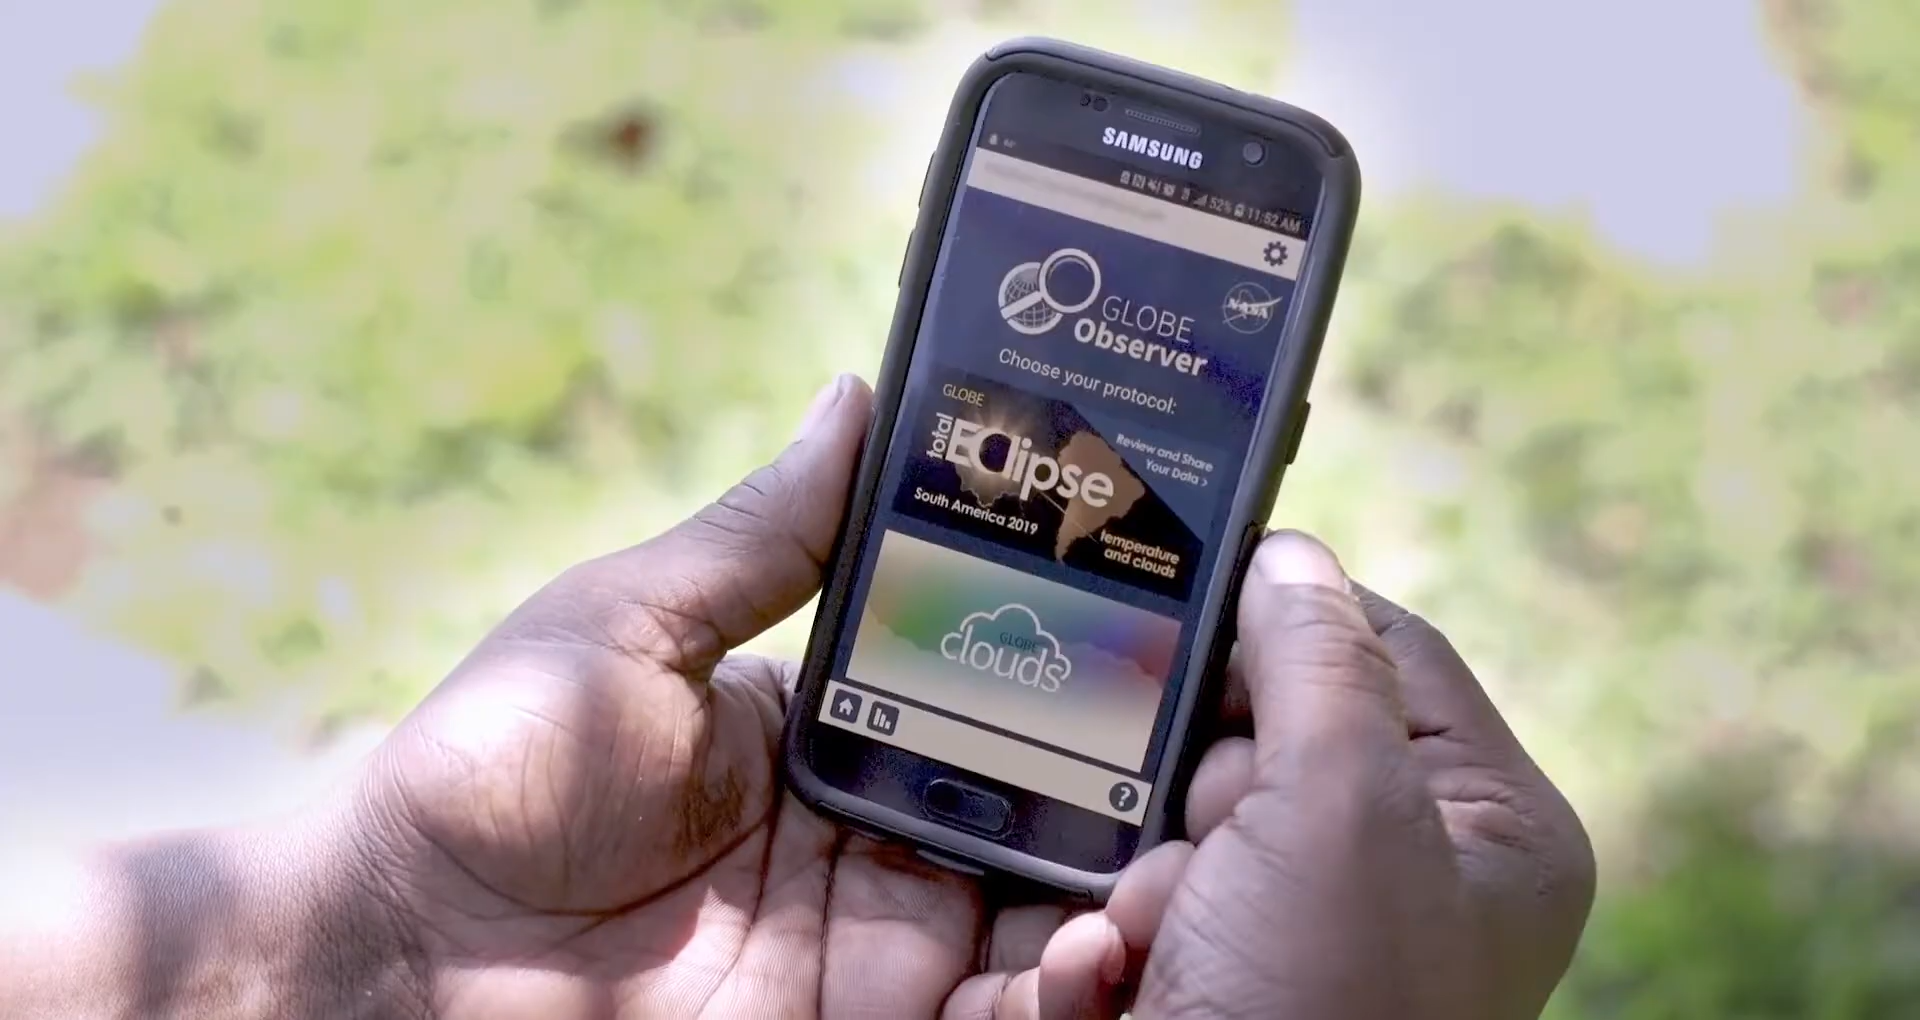 SAMSUNG
52% 11:52 AM
NASA
GLOBE
Observer
Choose your protocol:
GLOBE
total
Eclipse
Review and Share
Your Data >
South America 2019
temperature
and clouds
GLOBE
clouds
?